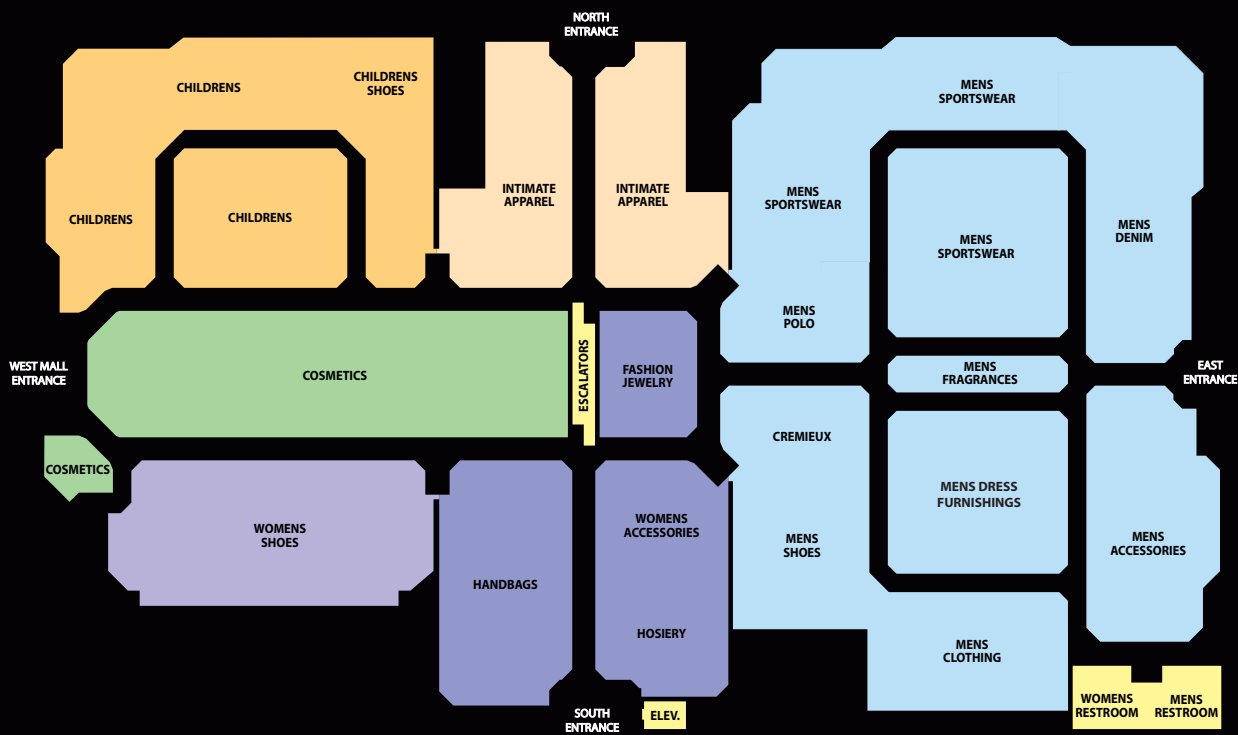 NORTH
ENTRANCE
CHILDRENS
CHILDRENS
SHOES
MENS
SPORTSWEAR
INTIMATE
APPAREL
INTIMATE
APPAREL
MENS
SPORTSWEAR
CHILDRENS
CHILDRENS
MENS
SPORTSWEAR
MENS
DENIM
MENS
POLO
WEST MALL
ENTRANCE
COSMETICS
ESCALATORS
FASHION
JEWELRY
MENS
FRAGRANCES
EAST
ENTRANCE
CREMIEUX
COSMETICS
MENS DRESS
FURNISHINGS
WOMENS
SHOES
WOMENS
ACCESSORIES
MENS
SHOES
MENS
ACCESSORIES
HANDBAGS
HOSIERY
MENS
CLOTHING
SOUTH
ENTRANCE
ELEV.
WOMENS
RESTROOM
MENS
RESTROOM